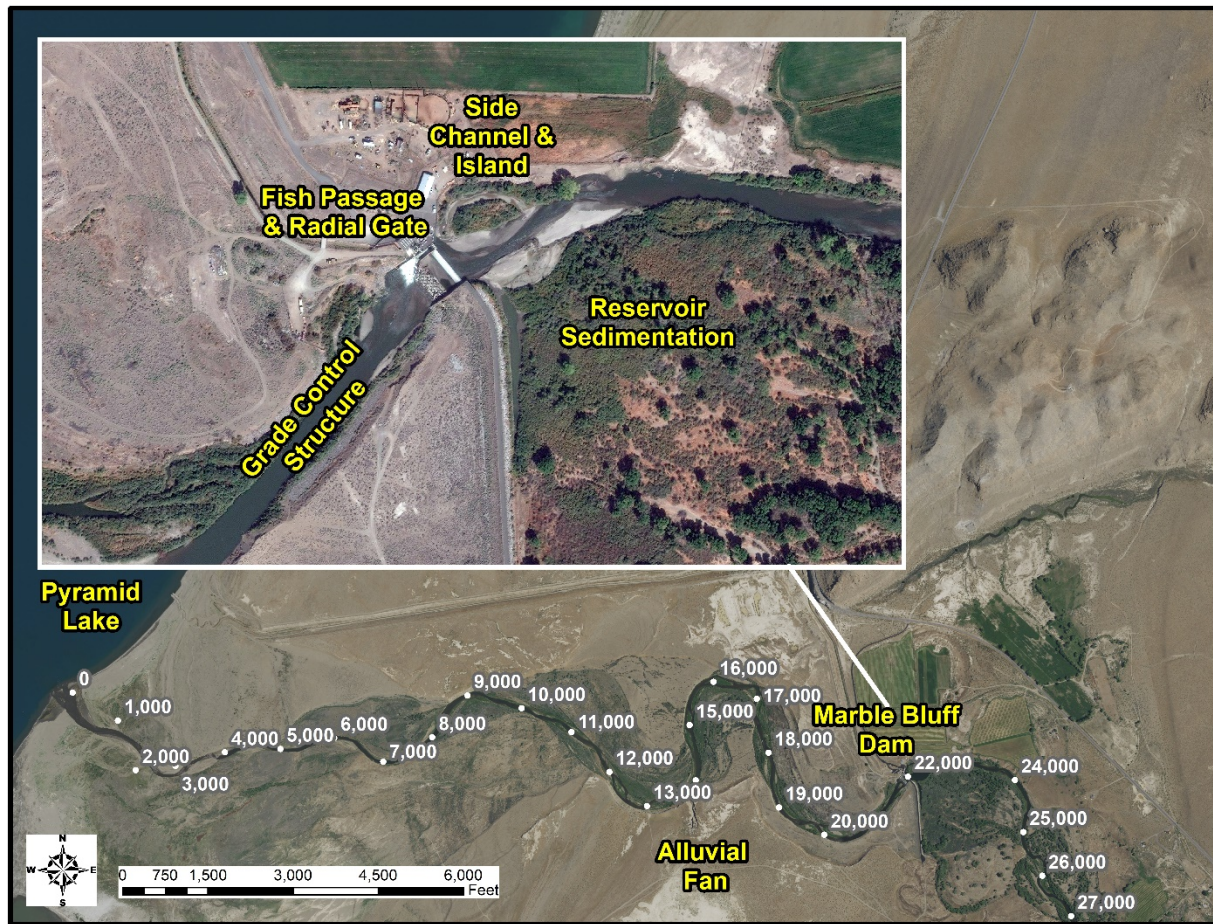 Side
Channel &
Island
Fish Passage
& Radial Gate
Reservoir
Sedimentation
Grade Control
Structure
Pyramid
Lake
0
1,000
2,000
3,000
4,000
5,000
6,000
7,000
8,000
9,000
10,000
11,000
12,000
13,000
15,000
16,000
17,000
18,000
19,000
20,000
Marble Bluff
Dam
22,000
24,000
25,000
26,000
27,000
Alluvial
Fan
N
W E
S
0 750 1,500 3,000 4,500 6,000
Feet